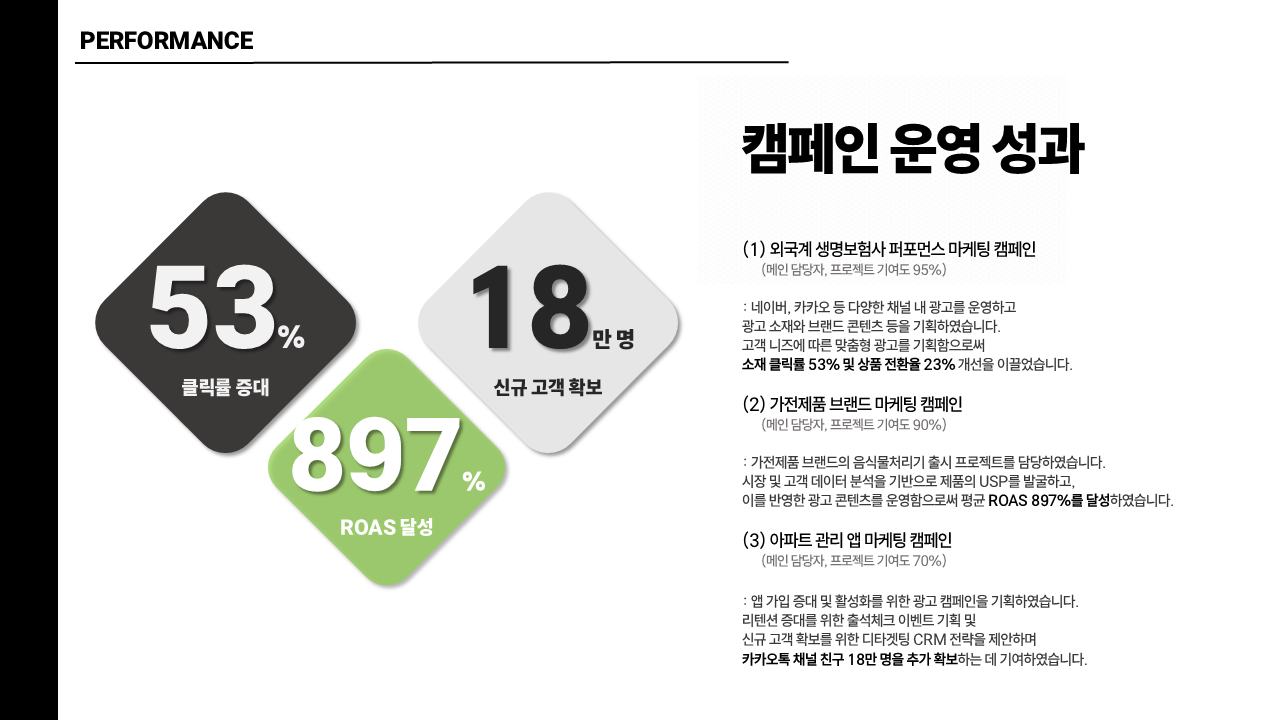 PERFORMANCE
53%
클릭률 증대
18만 명
신규 고객 확보
897%
ROAS 달성
캠페인 운영 성과
(1) 외국계 생명보험사 퍼포먼스 마케팅 캠페인
(메인 담당자, 프로젝트 기여도 95%)
: 네이버, 카카오 등 다양한 채널 내 광고를 운영하고
광고 소재와 브랜드 콘텐츠 등을 기획하였습니다.
고객 니즈에 따른 맞춤형 광고를 기획함으로써
소재 클릭률 53% 및 상품 전환율 23% 개선을 이끌었습니다.
(2) 가전제품 브랜드 마케팅 캠페인
(메인 담당자, 프로젝트 기여도 90%)
: 가전제품 브랜드의 음식물처리기 출시 프로젝트를 담당하였습니다.
시장 및 고객 데이터 분석을 기반으로 제품의 USP를 발굴하고,
이를 반영한 광고 콘텐츠를 운영함으로써 평균 ROAS 897%를 달성하였습니다.
(3) 아파트 관리 앱 마케팅 캠페인
(메인 담당자, 프로젝트 기여도 70%)
: 앱 가입 증대 및 활성화를 위한 광고 캠페인을 기획하였습니다.
리텐션 증대를 위한 출석체크 이벤트 기획 및
신규 고객 확보를 위한 디타겟팅 CRM 전략을 제안하며
카카오톡 채널 친구 18만 명을 추가 확보하는 데 기여하였습니다.